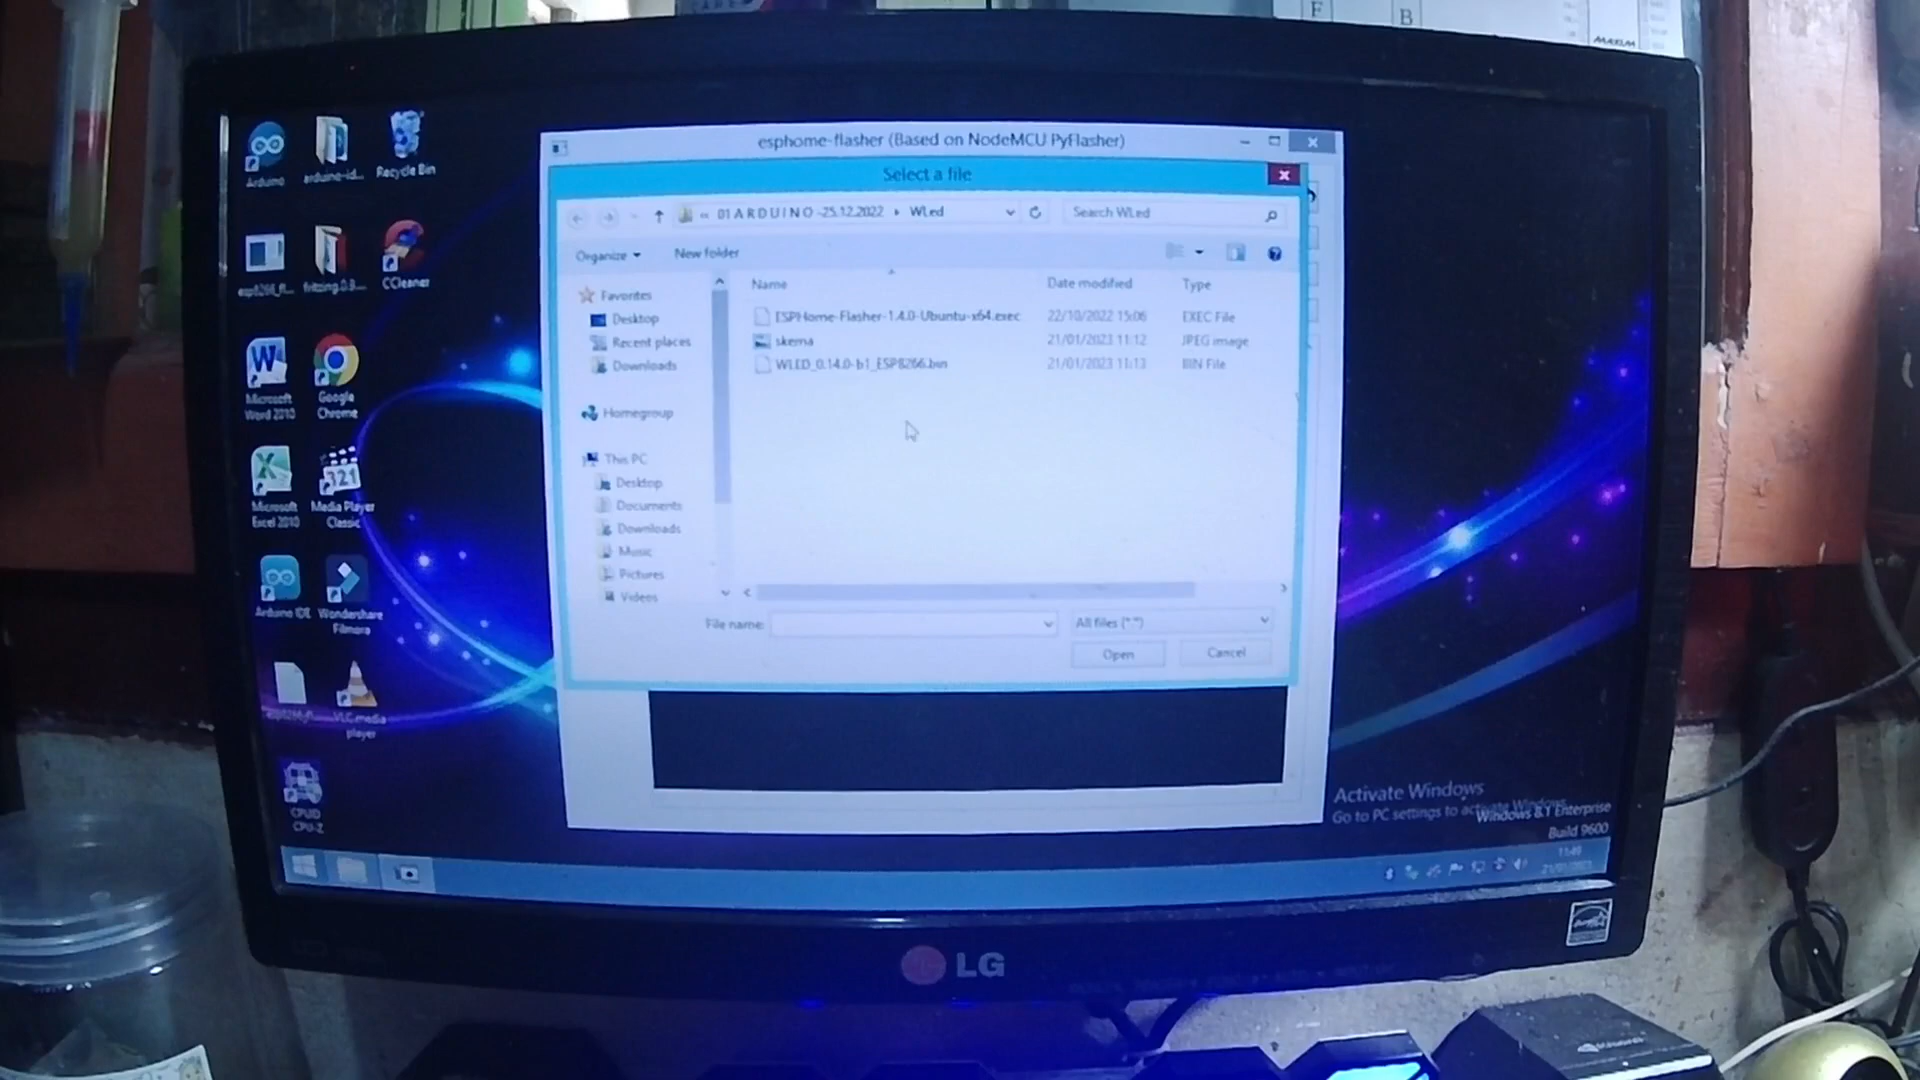 F
B
MAXIM
Arduino
arduino-id...
Recycle Bin
esp8266_fl...
fritzing.0.9....
CCleaner
Microsoft
Word 2010
Google
Chrome
Microsoft
Excel 2010
Media Player
Classic
Arduino IDE
Wondershare
Filmora
VLC media
player
CPUID
CPU-Z
esphome-flasher (Based on NodeMCU PyFlasher)
Select a file
« 01 A R D U I N O -25.12.2022 ▸ WLed
Search WLed
Organize
New folder
Name
Date modified
Type
ESPHome-Flasher-1.4.0-Ubuntu-x64.exec
22/10/2022 15:06
EXEC File
skema
21/01/2023 11:12
JPEG image
WLED_0.14.0-b1_ESP8266.bin
21/01/2023 11:13
BIN File
Favorites
Desktop
Recent places
Downloads
Homegroup
This PC
Desktop
Documents
Downloads
Music
Pictures
Videos
File name:
All files (*.*)
Open
Cancel
Activate Windows
Go to PC settings to activate Windows.
Windows 8.1 Enterprise
Build 9600
11:49
21/01/2023
LG